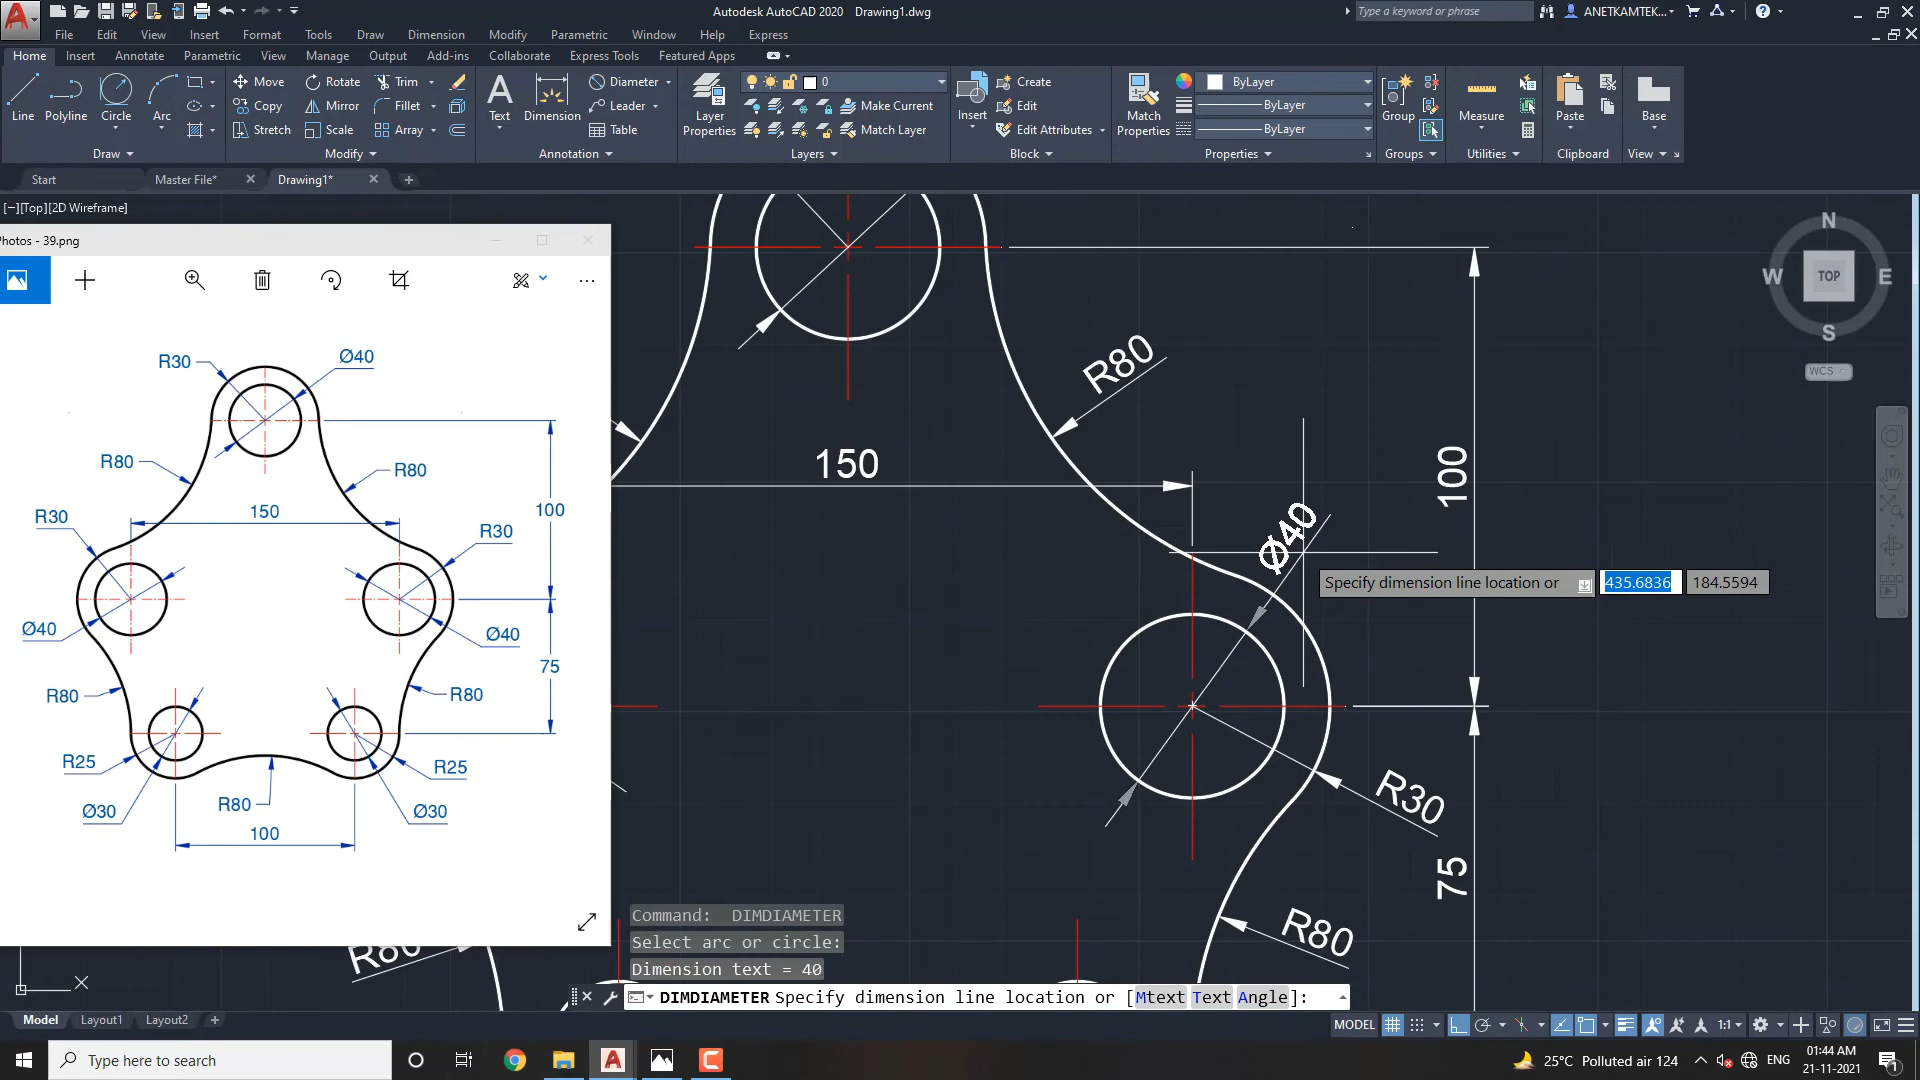 Autodesk AutoCAD 2020 Drawing1.dwg
Type a keyword or phrase
ANETKAMTEK...
File Edit View Insert Format Tools Draw Dimension Modify Parametric Window Help Express
Home Insert Annotate Parametric View Manage Output Add-ins Collaborate Express Tools Featured Apps
Line Polyline Circle Arc
Move Rotate Trim
Copy Mirror Fillet
Stretch Scale Array
Text Dimension
Diameter
Leader
Table
Layer Properties
0
Make Current
Match Layer
Insert
Create
Edit
Edit Attributes
Match Properties
ByLayer
ByLayer
ByLayer
Group
Measure
Paste
Base
Draw Modify Annotation Layers Block Properties Groups Utilities Clipboard View
Start Master File* Drawing1*
[−][Top][2D Wireframe]
Photos - 39.png
R30 Ø40
R80 R80
R30 150 100
R30
Ø40 Ø40
75
R80 R80
R25 R25
Ø30 R80 Ø30
100
N
W TOP E
S
WCS
R80
150
100
Ø40
Specify dimension line location or 435.6836 184.5594
R30
75
R80
R80
X
Command: DIMDIAMETER
Select arc or circle:
Dimension text = 40
DIMDIAMETER Specify dimension line location or [Mtext Text Angle]:
Model Layout1 Layout2
MODEL 1:1
Type here to search
25°C Polluted air 124
ENG
01:44 AM
21-11-2021
1